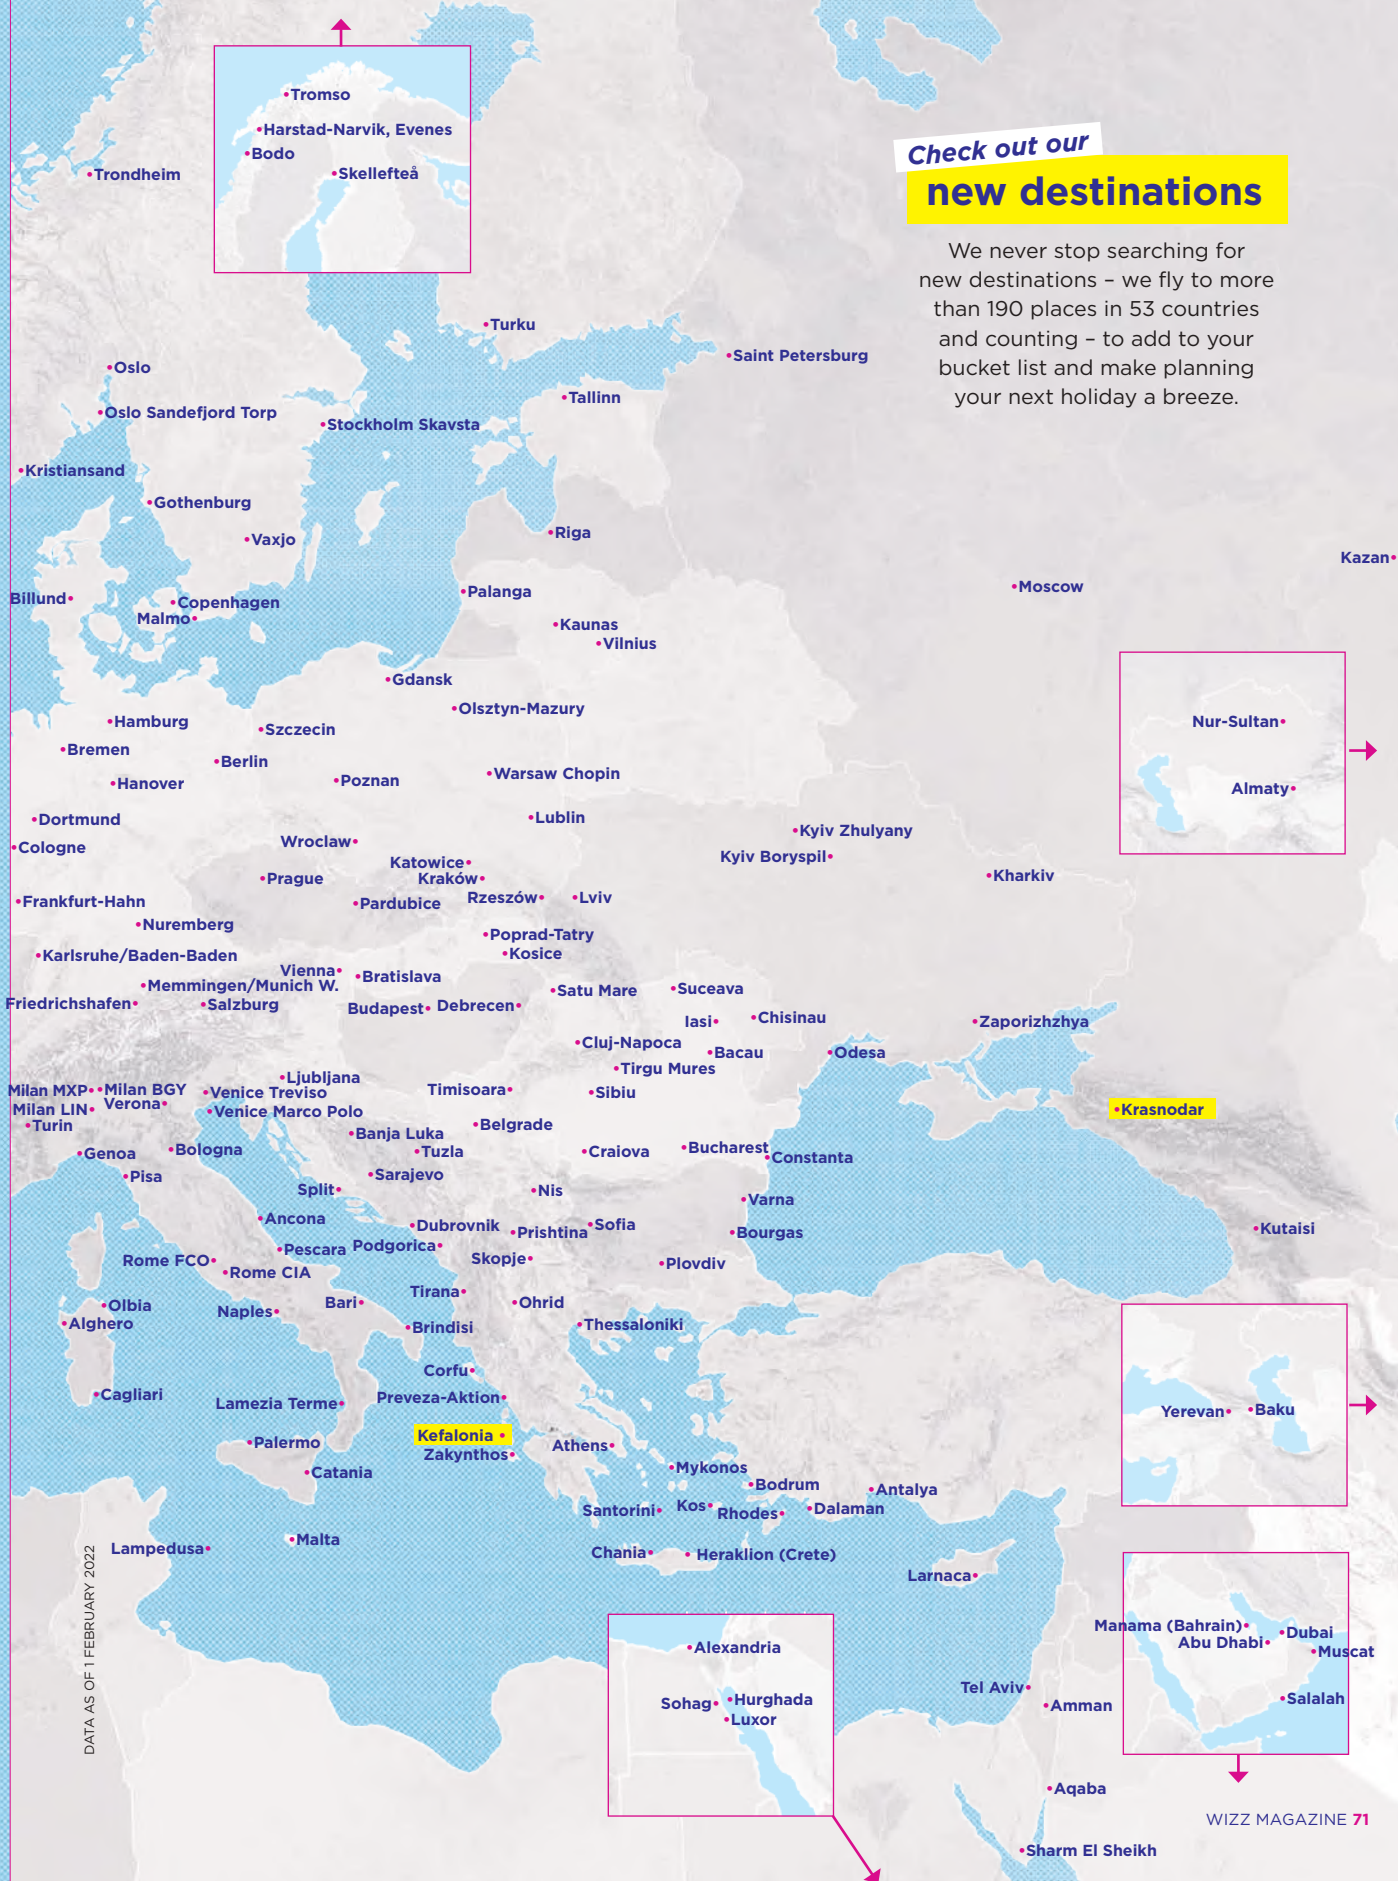 Tromso
Harstad-Narvik, Evenes
Bodo
Skellefteå
Trondheim
Check out our
new destinations
We never stop searching for
new destinations – we fly to more
than 190 places in 53 countries
and counting – to add to your
bucket list and make planning
your next holiday a breeze.
Turku
Saint Petersburg
Oslo
Tallinn
Oslo Sandefjord Torp
Stockholm Skavsta
Kristiansand
Gothenburg
Riga
Vaxjo
Kazan
Moscow
Palanga
Billund
Copenhagen
Malmo
Kaunas
Vilnius
Gdansk
Olsztyn-Mazury
Hamburg
Szczecin
Nur-Sultan
Bremen
Berlin
Hanover
Poznan
Warsaw Chopin
Almaty
Dortmund
Lublin
Kyiv Zhulyany
Cologne
Wroclaw
Kyiv Boryspil
Katowice
Kraków
Prague
Kharkiv
Frankfurt-Hahn
Pardubice
Rzeszów
Lviv
Nuremberg
Poprad-Tatry
Kosice
Karlsruhe/Baden-Baden
Vienna
Bratislava
Memmingen/Munich W.
Satu Mare
Suceava
Friedrichshafen
Salzburg
Budapest
Debrecen
Iasi
Chisinau
Zaporizhzhya
Cluj-Napoca
Bacau
Odesa
Tirgu Mures
Ljubljana
Milan MXP
Milan BGY
Venice Treviso
Timisoara
Sibiu
Milan LIN
Verona
Venice Marco Polo
Krasnodar
Turin
Banja Luka
Belgrade
Genoa
Bologna
Tuzla
Craiova
Bucharest
Constanta
Pisa
Sarajevo
Split
Nis
Varna
Ancona
Dubrovnik
Prishtina
Sofia
Bourgas
Kutaisi
Pescara
Podgorica
Rome FCO
Skopje
Plovdiv
Rome CIA
Tirana
Olbia
Naples
Bari
Ohrid
Alghero
Brindisi
Thessaloniki
Corfu
Cagliari
Lamezia Terme
Preveza-Aktion
Yerevan
Baku
Kefalonia
Palermo
Zakynthos
Athens
Catania
Mykonos
Bodrum
Antalya
Santorini
Kos
Rhodes
Dalaman
Malta
Lampedusa
Chania
Heraklion (Crete)
Larnaca
Manama (Bahrain)
Dubai
Abu Dhabi
Muscat
Alexandria
Tel Aviv
Salalah
Sohag
Hurghada
Luxor
Amman
Aqaba
Sharm El Sheikh
DATA AS OF 1 FEBRUARY 2022
WIZZ MAGAZINE 71